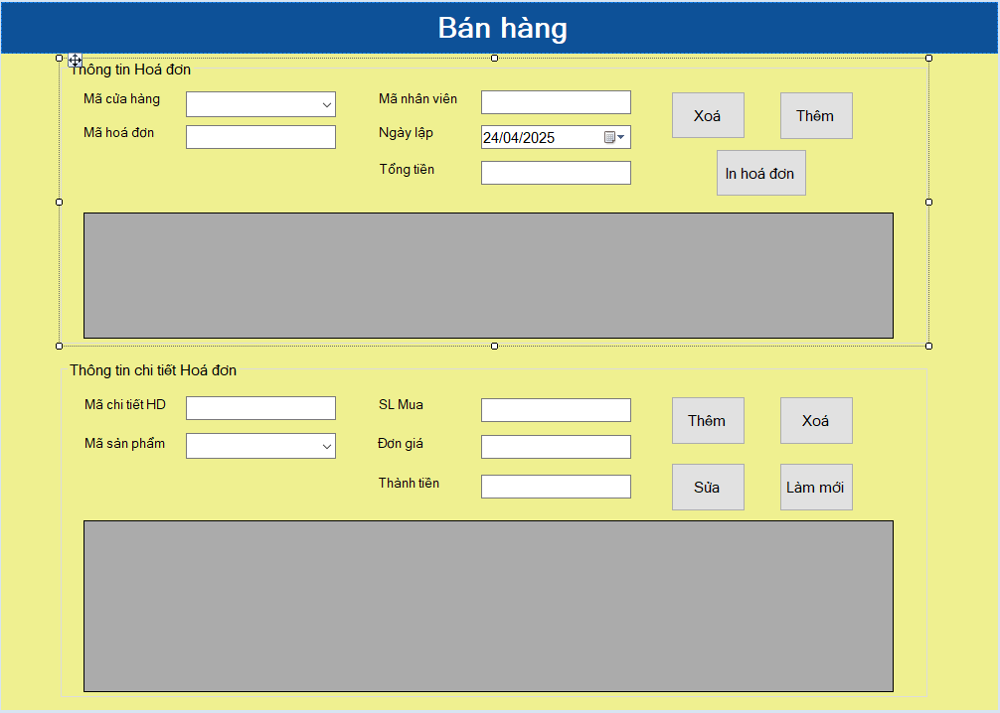 Bán hàng
Thông tin Hoá đơn
Mã cửa hàng
Mã nhân viên
Xoá
Thêm
Mã hoá đơn
Ngày lập
24/04/2025
Tổng tiền
In hoá đơn
Thông tin chi tiết Hoá đơn
Mã chi tiết HD
SL Mua
Thêm
Xoá
Mã sản phẩm
Đơn giá
Thành tiền
Sửa
Làm mới